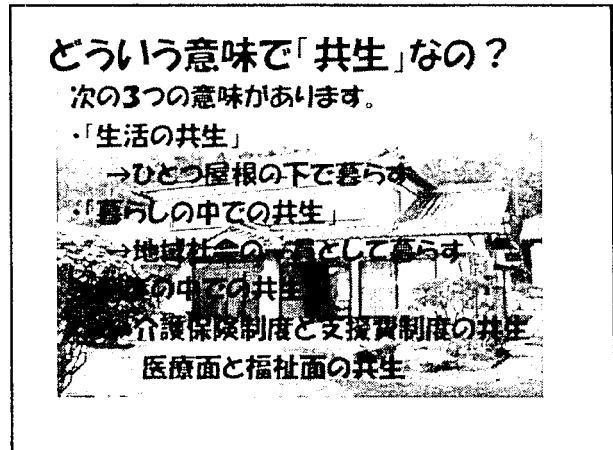 どういう意味で「共生」なの？
次の3つの意味があります。
・「生活の共生」
→ひとつ屋根の下で暮らす
・「暮らしの中での共生」
→地域社会の一員として暮らす
の中での共生
介護保険制度と支援費制度の共生
医療面と福祉面の共生